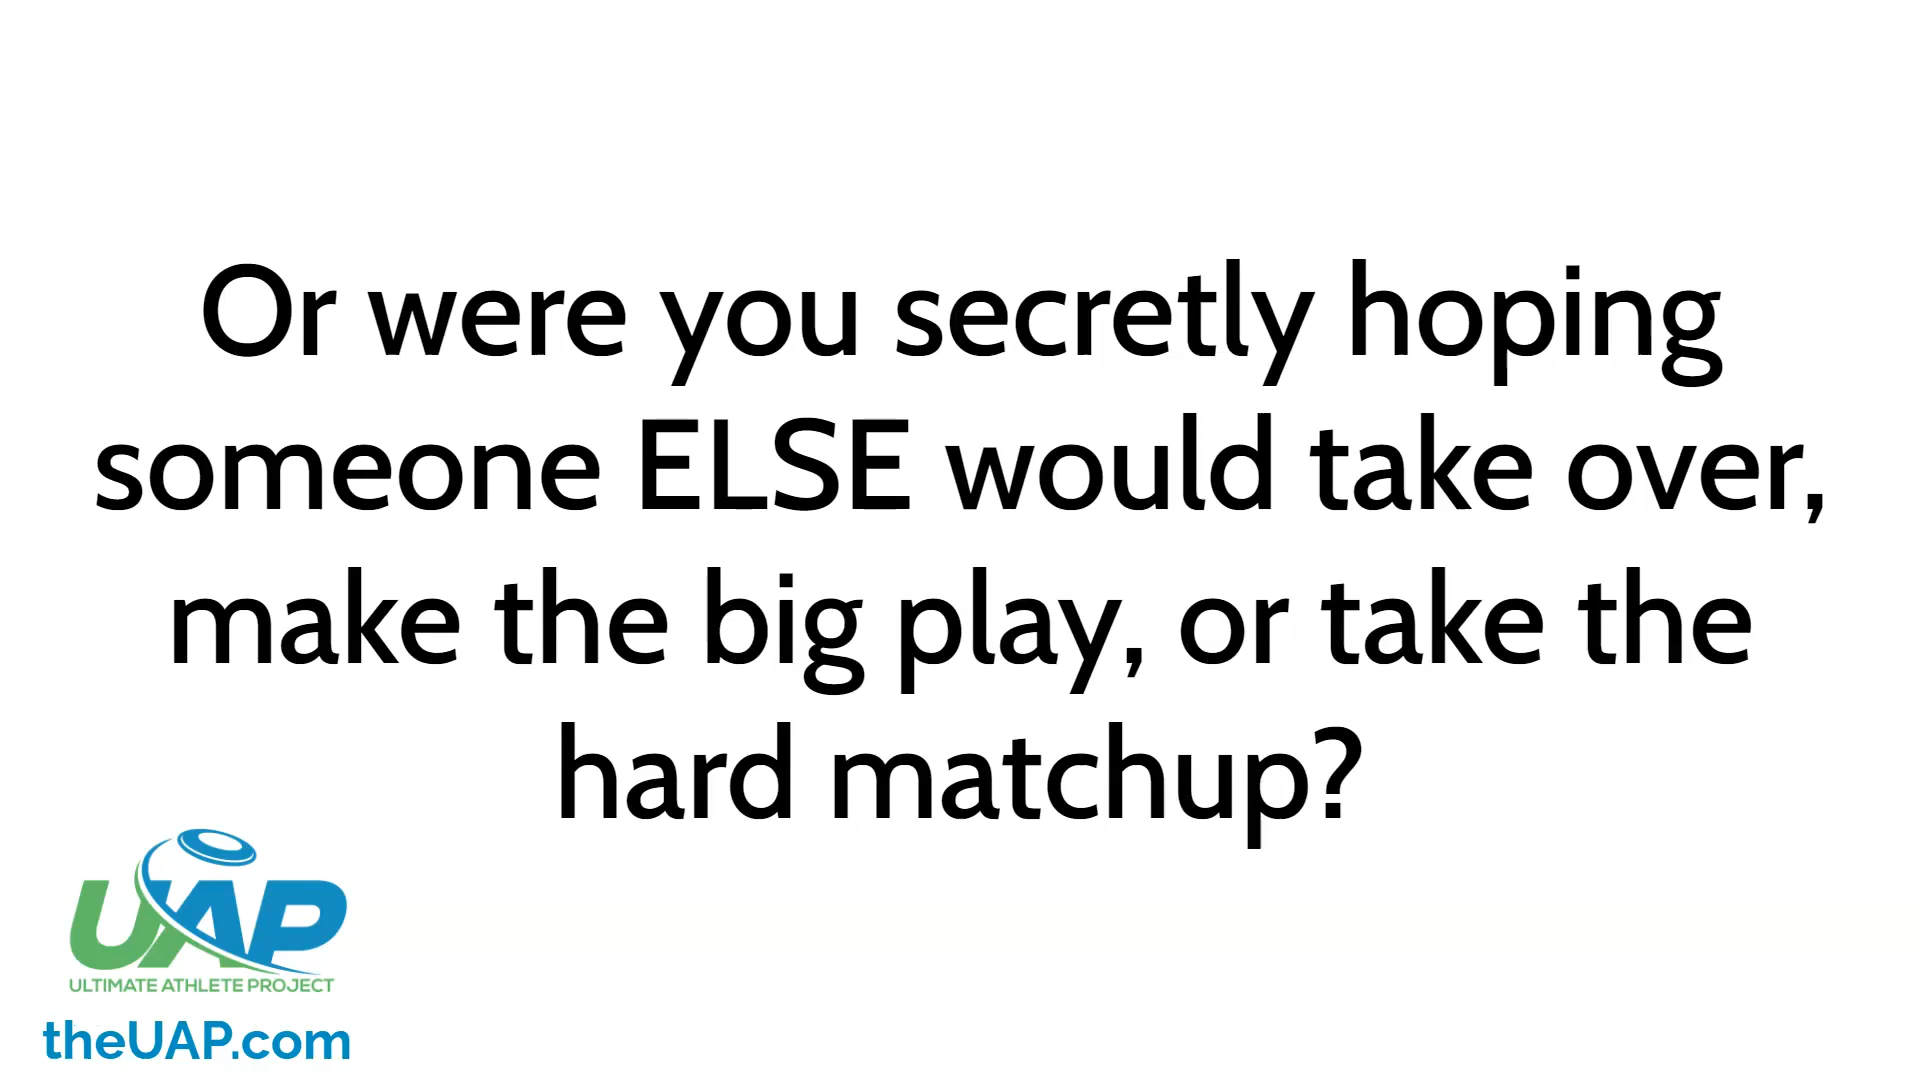 Or were you secretly hoping
someone ELSE would take over,
make the big play, or take the
hard matchup?
UAP
ULTIMATE ATHLETE PROJECT
theUAP.com